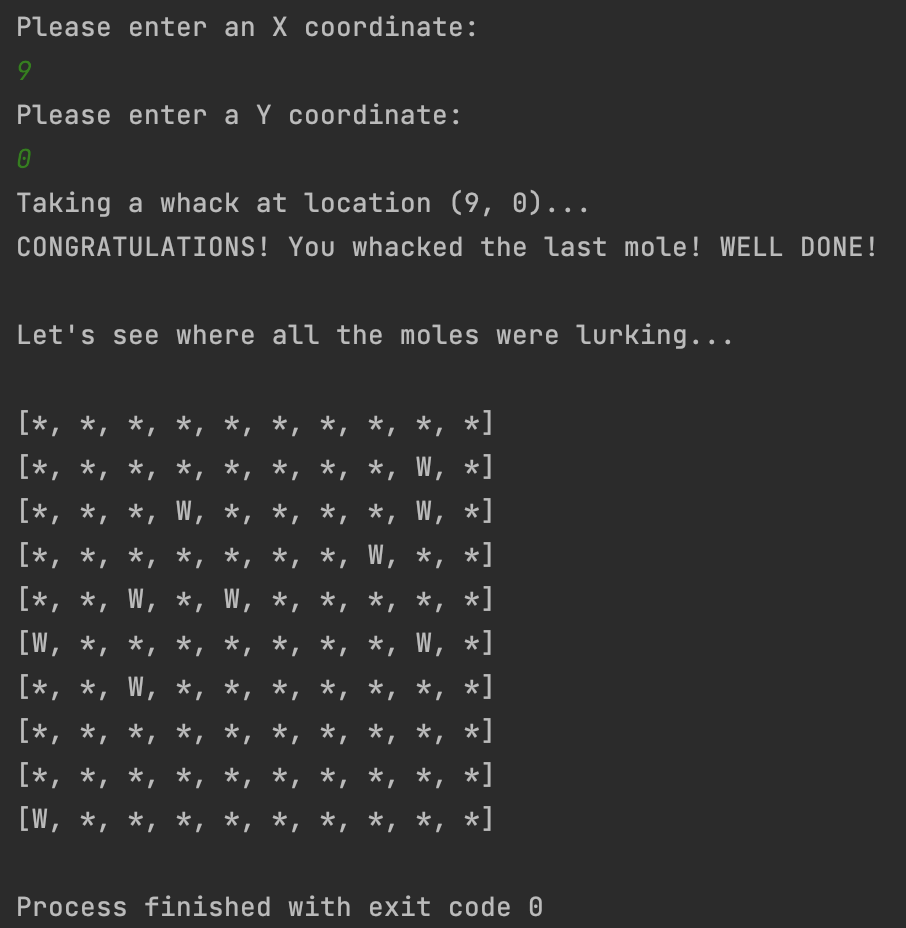 Please enter an X coordinate:
9
Please enter a Y coordinate:
0
Taking a whack at location (9, 0)...
CONGRATULATIONS! You whacked the last mole! WELL DONE!
Let's see where all the moles were lurking...
[*, *, *, *, *, *, *, *, *, *]
[*, *, *, *, *, *, *, *, W, *]
[*, *, *, W, *, *, *, *, W, *]
[*, *, *, *, *, *, *, W, *, *]
[*, *, W, *, W, *, *, *, *, *]
[W, *, *, *, *, *, *, *, W, *]
[*, *, W, *, *, *, *, *, *, *]
[*, *, *, *, *, *, *, *, *, *]
[*, *, *, *, *, *, *, *, *, *]
[W, *, *, *, *, *, *, *, *, *]
Process finished with exit code 0